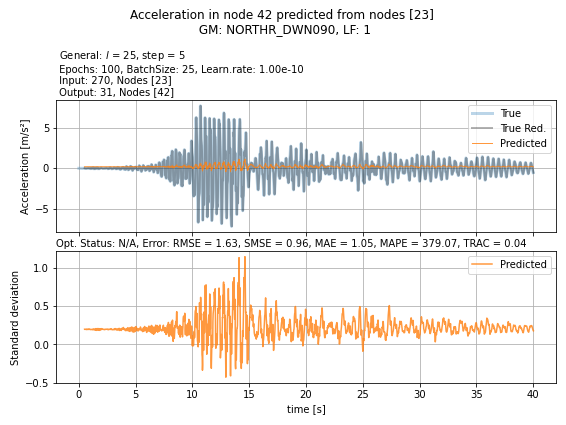 Acceleration in node 42 predicted from nodes [23]
GM: NORTHR_DWN090, LF: 1
General: l = 25, step = 5
Epochs: 100, BatchSize: 25, Learn.rate: 1.00e-10
Input: 270, Nodes [23]
Output: 31, Nodes [42]
Acceleration [m/s²]
5
0
−5
True
True Red.
Predicted
Opt. Status: N/A, Error: RMSE = 1.63, SMSE = 0.96, MAE = 1.05, MAPE = 379.07, TRAC = 0.04
Standard deviation
1.0
0.5
0.0
−0.5
Predicted
0 5 10 15 20 25 30 35 40
time [s]